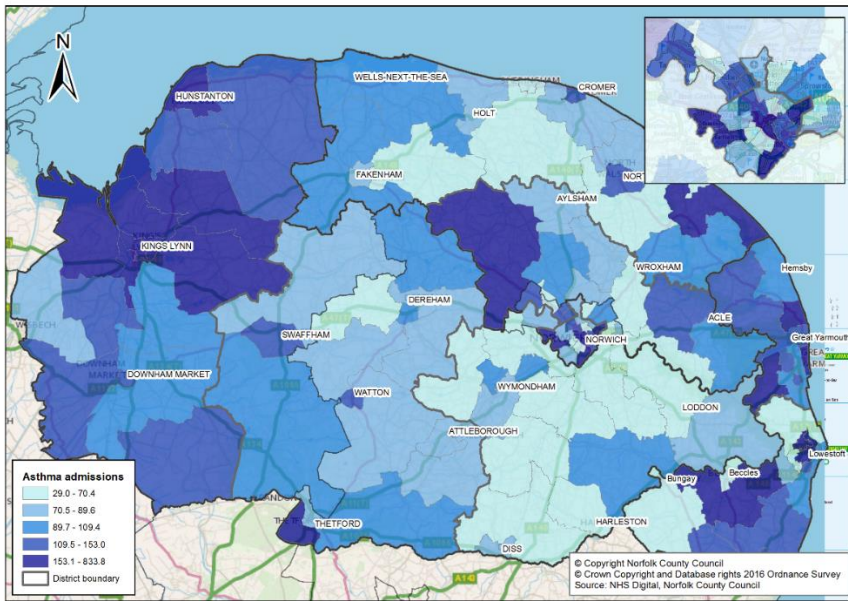 N
HUNSTANTON
WELLS-NEXT-THE-SEA
CROMER
HOLT
FAKENHAM
AYLSHAM
KINGS LYNN
WROXHAM
Hemsby
DEREHAM
SWAFFHAM
ACLE
NORWICH
Great Yarmouth
DOWNHAM MARKET
WYMONDHAM
WATTON
LODDON
ATTLEBOROUGH
Lowestoft
Beccles
Bungay
THETFORD
HARLESTON
DISS
Asthma admissions
29.0 - 70.4
70.5 - 89.6
89.7 - 109.4
109.5 - 153.0
153.1 - 833.8
District boundary
© Copyright Norfolk County Council
© Crown Copyright and Database rights 2016 Ordnance Survey
Source: NHS Digital, Norfolk County Council